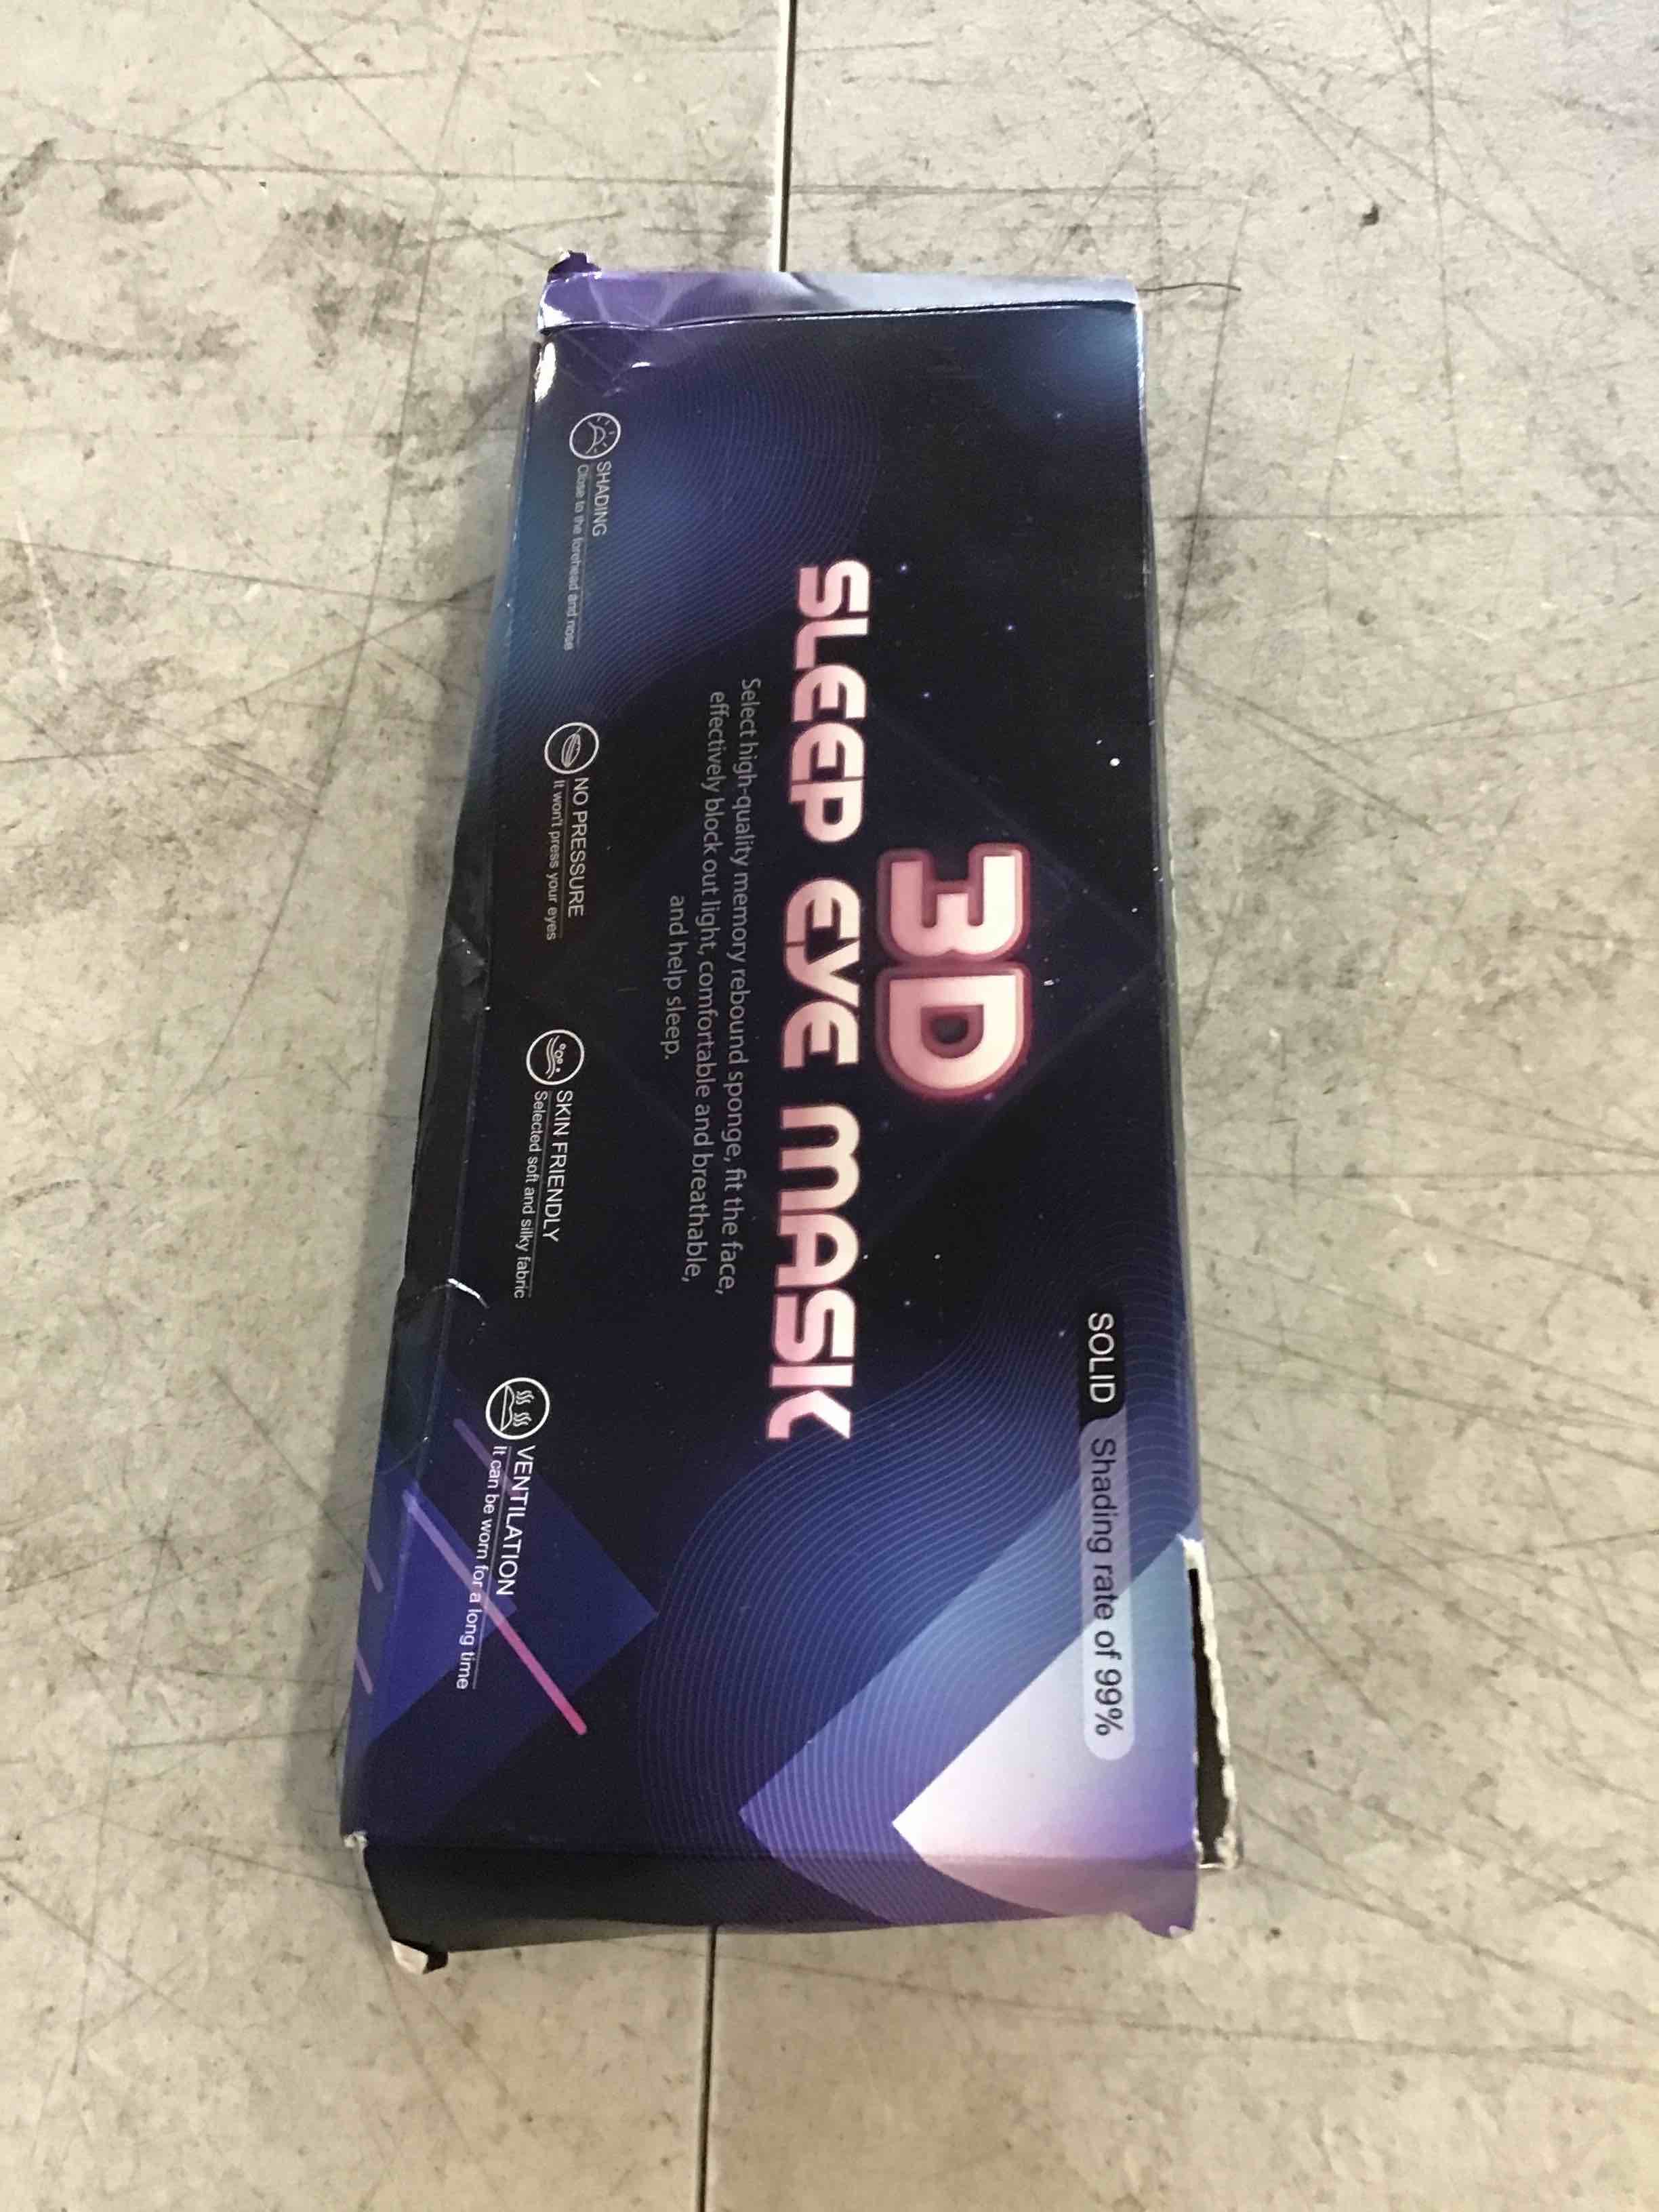 SOLID Shading rate of 99%
3D
SLEEP EYE MASK
Select high-quality memory rebound sponge, fit the face,
effectively block out light, comfortable and breathable,
and help sleep.
SHADING
Close to the forehead and nose
NO PRESSURE
It won't press your eyes
SKIN FRIENDLY
Selected soft and silky fabric
VENTILATION
It can be worn for a long time